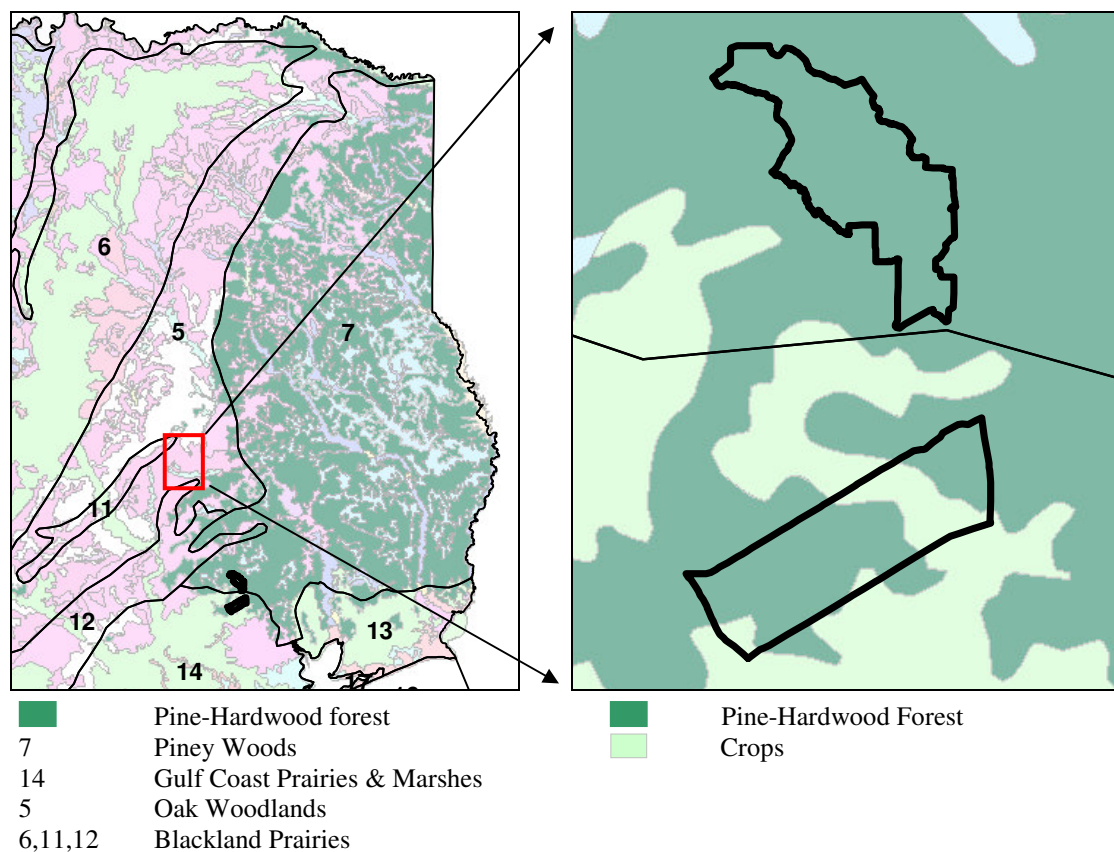 6
5
7
11
12
13
14
Pine-Hardwood forest
7 Piney Woods
14 Gulf Coast Prairies & Marshes
5 Oak Woodlands
6,11,12 Blackland Prairies
Pine-Hardwood Forest
Crops